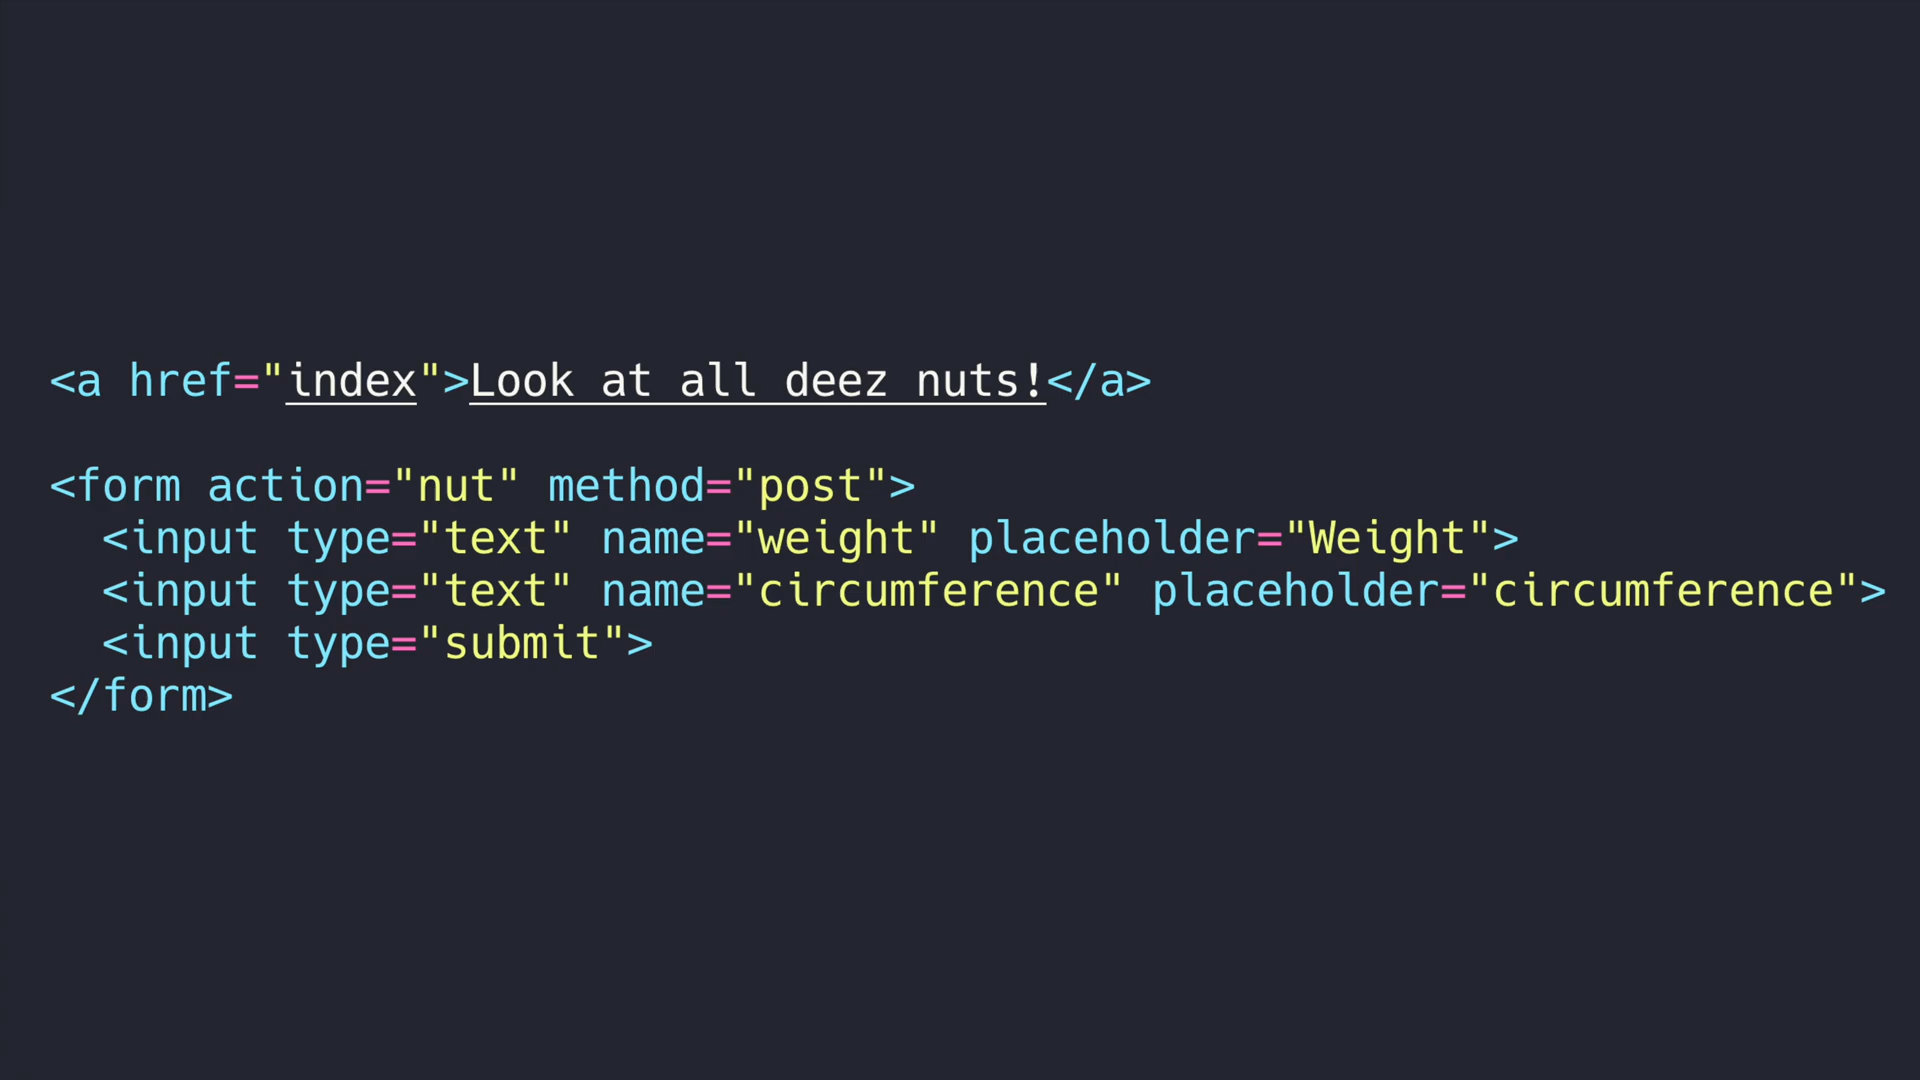 <a href="index">Look at all deez nuts!</a>
<form action="nut" method="post">
<input type="text" name="weight" placeholder="Weight">
<input type="text" name="circumference" placeholder="circumference">
<input type="submit">
</form>